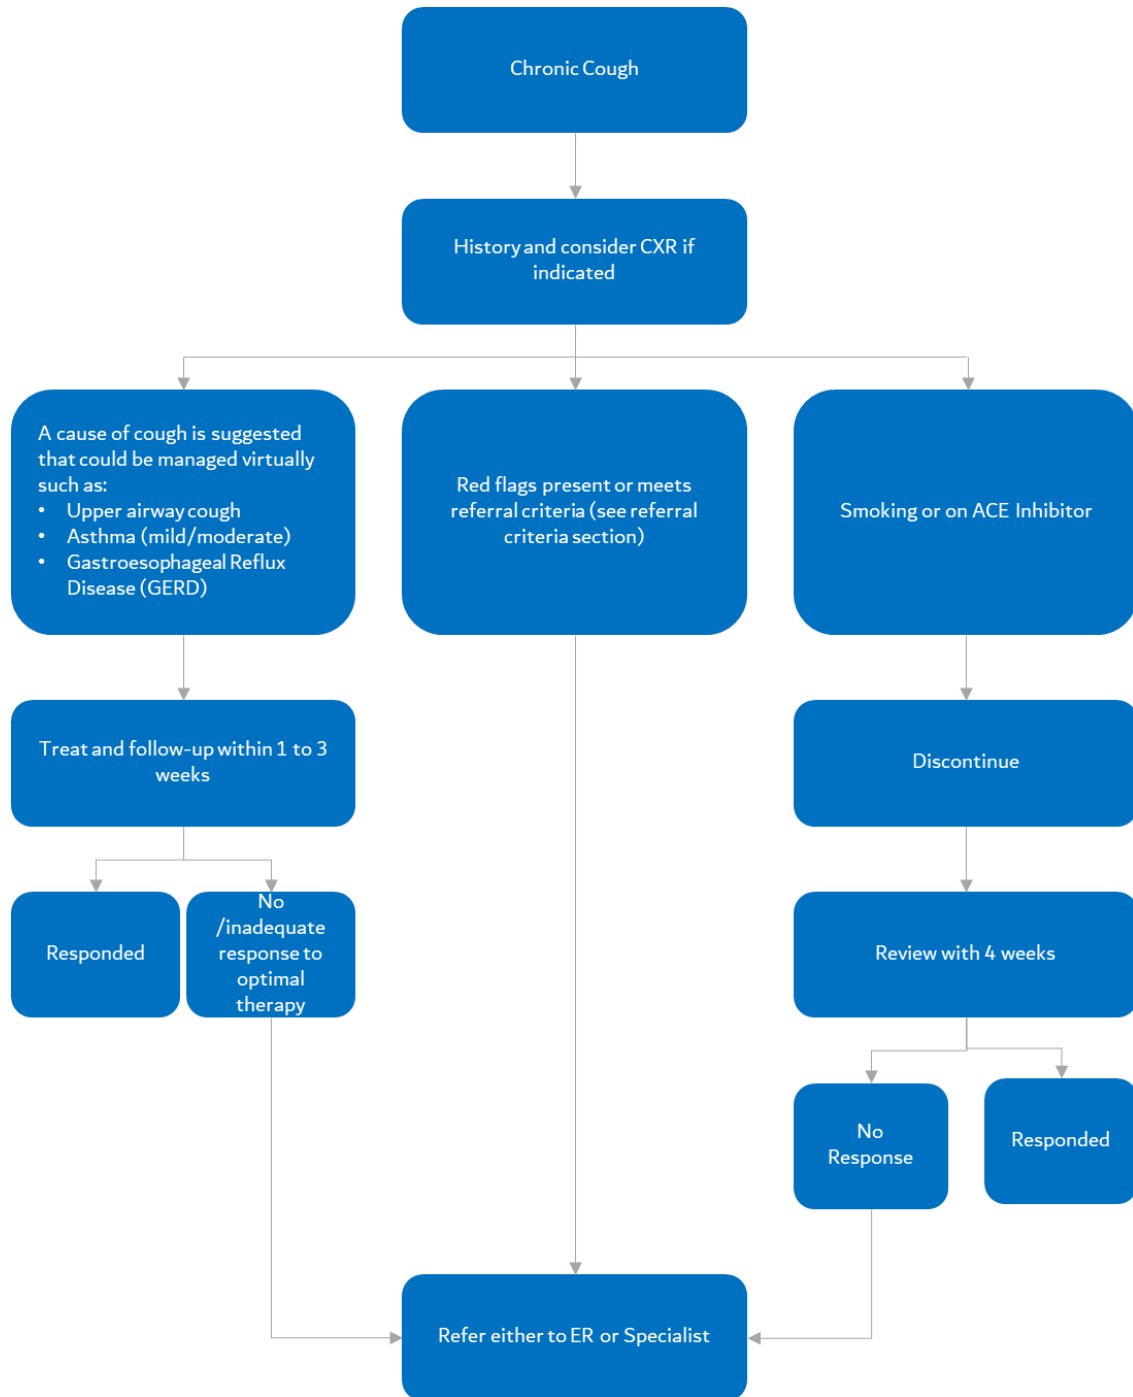 Chronic Cough
History and consider CXR if
indicated
A cause of cough is suggested
that could be managed virtually
such as:
• Upper airway cough
• Asthma (mild/moderate)
• Gastroesophageal Reflux
Disease (GERD)
Red flags present or meets
referral criteria (see referral
criteria section)
Smoking or on ACE Inhibitor
Treat and follow-up within 1 to 3
weeks
Discontinue
Responded
No
/inadequate
response to
optimal
therapy
Review with 4 weeks
No
Response
Responded
Refer either to ER or Specialist